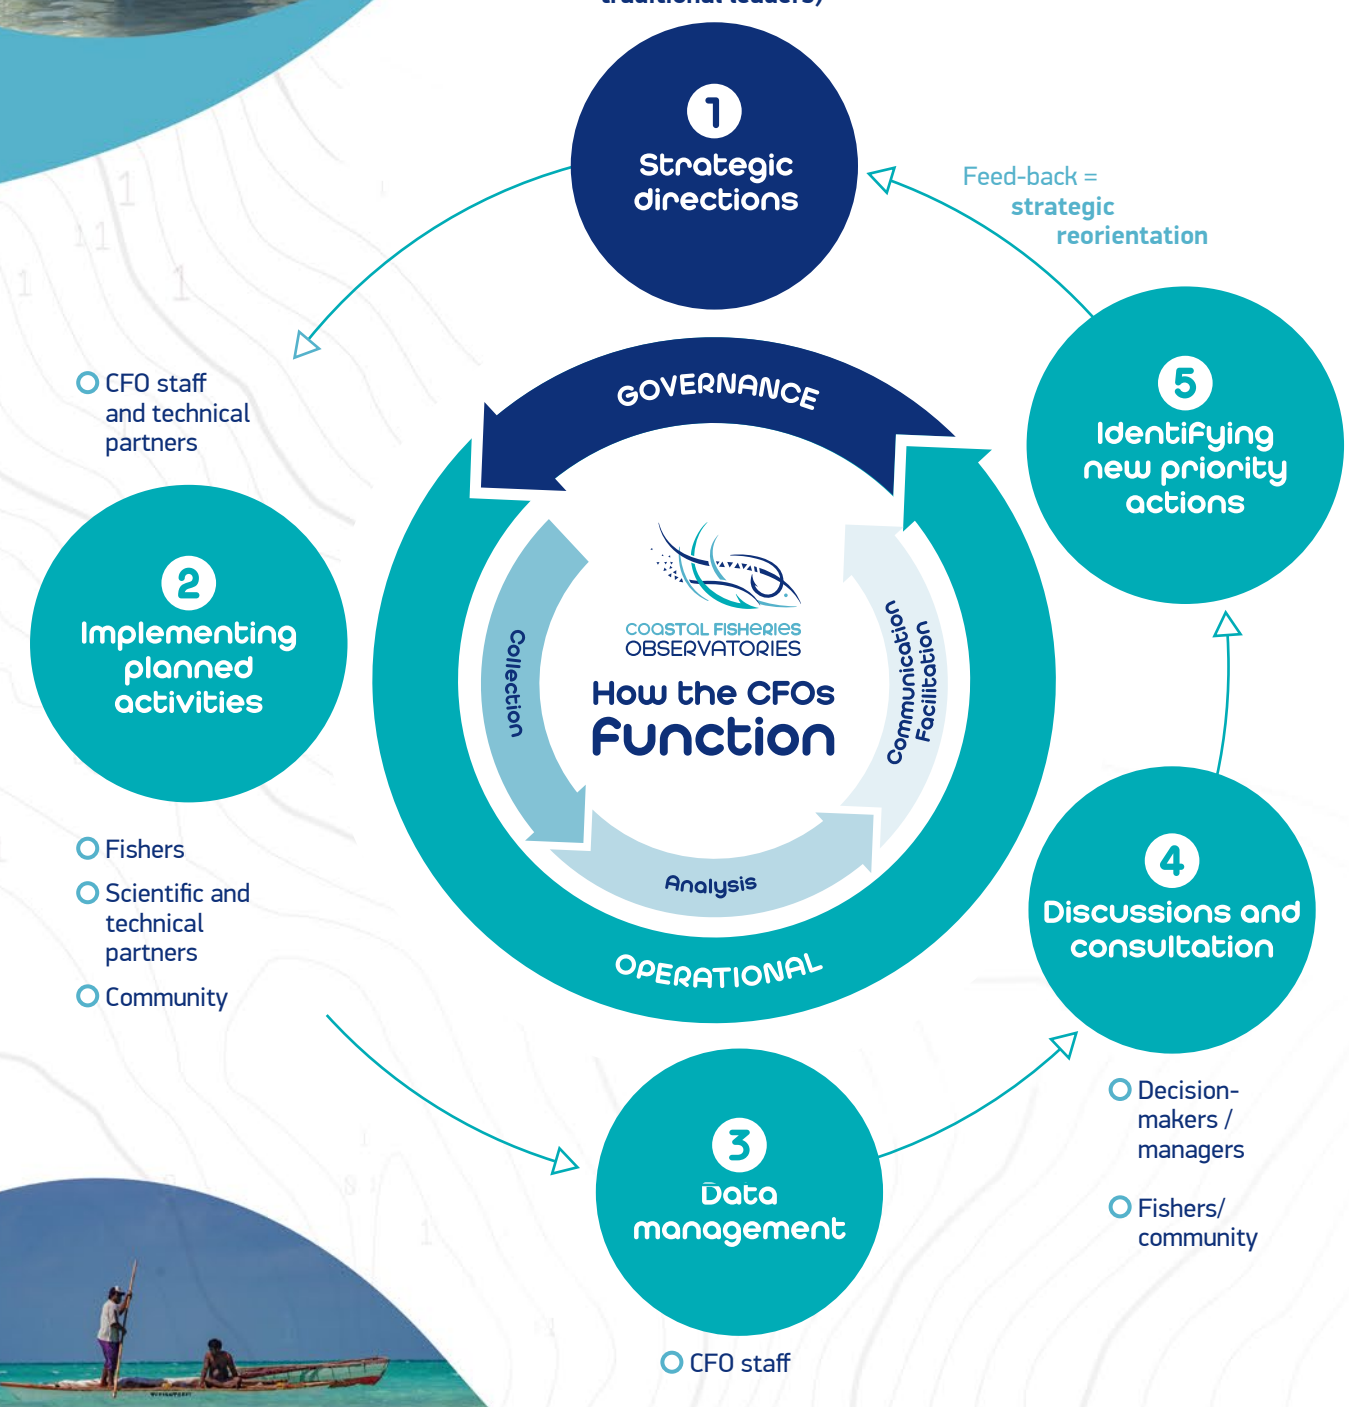 traditional leaders)
1
Strategic
directions
Feed-back =
strategic
reorientation
CFO staff
and technical
partners
GOVERNANCE
5
Identifying
new priority
actions
2
Implementing
planned
activities
COASTAL FISHERIES
OBSERVATORIES
How the CFOs
Function
Collection
Communication
Facilitation
Analysis
OPERATIONAL
Fishers
Scientific and
technical
partners
Community
4
Discussions and
consultation
Decision-
makers /
managers
Fishers/
community
3
Data
management
CFO staff